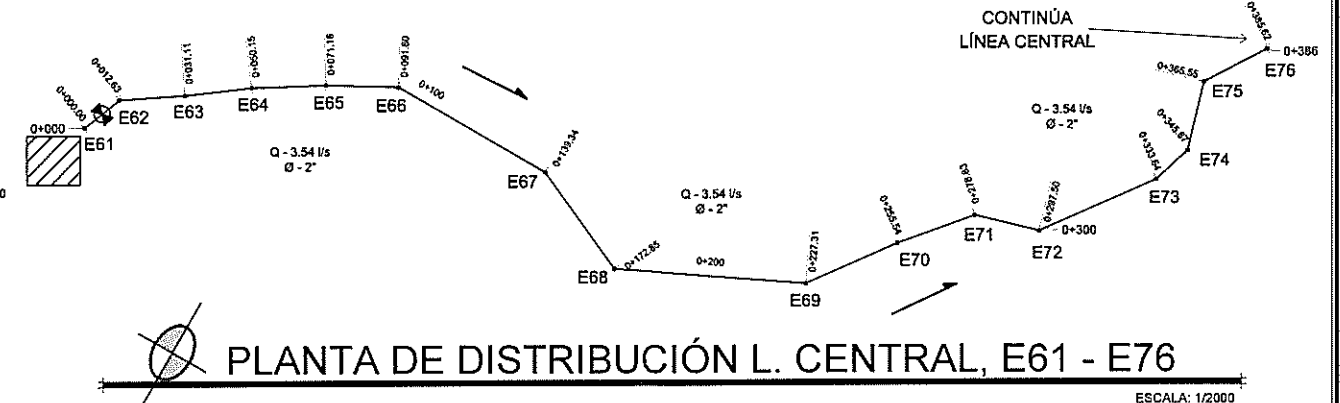 CONTINÚA
LÍNEA CENTRAL
0+385.62
0+386
E76
0+365.55
E75
0+345.67
E74
0+333.64
E73
Q - 3.54 l/s
Ø - 2"
0+000
0+000.00
E61
0+012.63
E62
0+031.11
E63
0+050.15
E64
0+071.16
E65
0+091.60
E66
0+100
Q - 3.54 l/s
Ø - 2"
0+139.34
E67
0+172.85
E68
0+200
Q - 3.54 l/s
Ø - 2"
0+227.31
E69
0+255.54
E70
0+278.83
E71
0+297.50
0+300
E72
PLANTA DE DISTRIBUCIÓN L. CENTRAL, E61 - E76
ESCALA: 1/2000